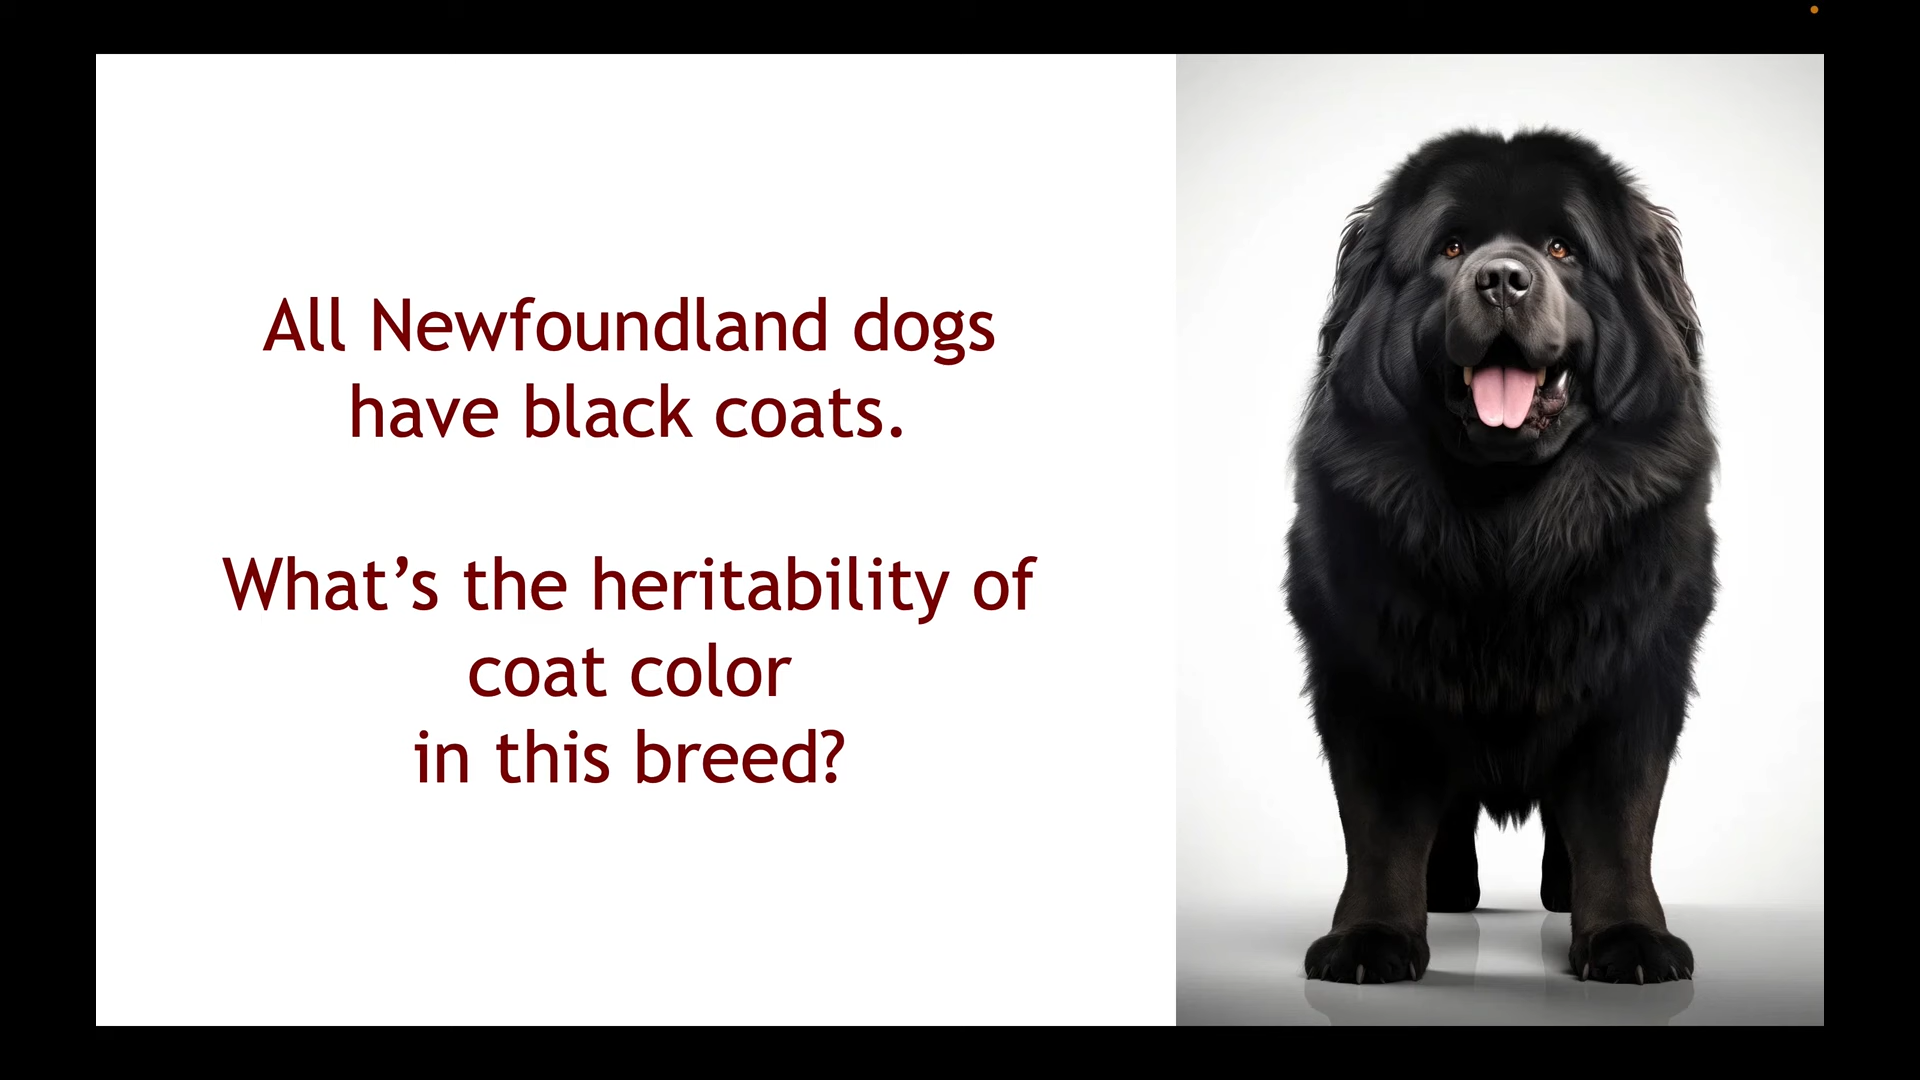 All Newfoundland dogs
have black coats.
What’s the heritability of
coat color
in this breed?